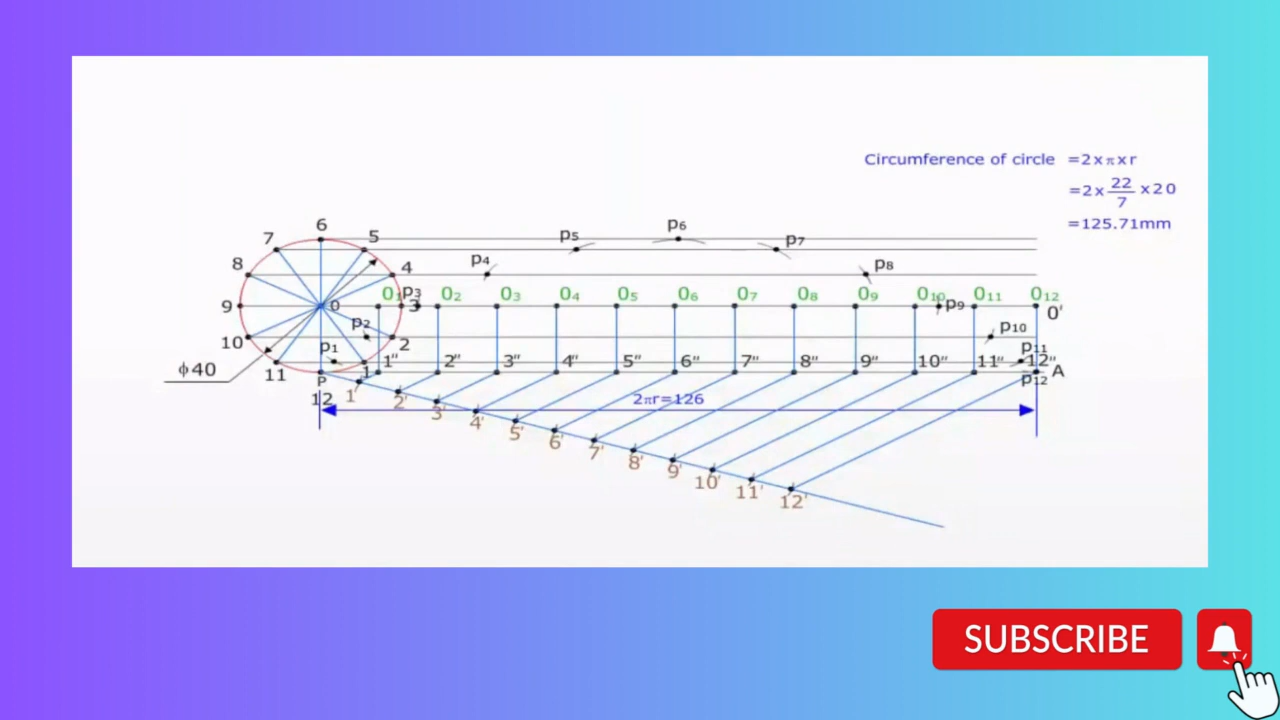 Circumference of circle =2xπxr
=2x 22/7 x20
=125.71mm
6
p₆
7
5
p₅
p₇
8
4
p₄
p₈
9
0
0₁
p₃
3
0₂
0₃
0₄
0₅
0₆
0₇
0₈
0₉
0₁₀
p₉
0₁₁
0₁₂
0'
p₂
10
2
p₁₀
p₁
p₁₁
11
1
1"
2"
3"
4"
5"
6"
7"
8"
9"
10"
11"
12"
A
ϕ40
P
p₁₂
12
1'
2'
3'
4'
5'
6'
7'
8'
9'
10'
11'
12'
2πr=126
SUBSCRIBE